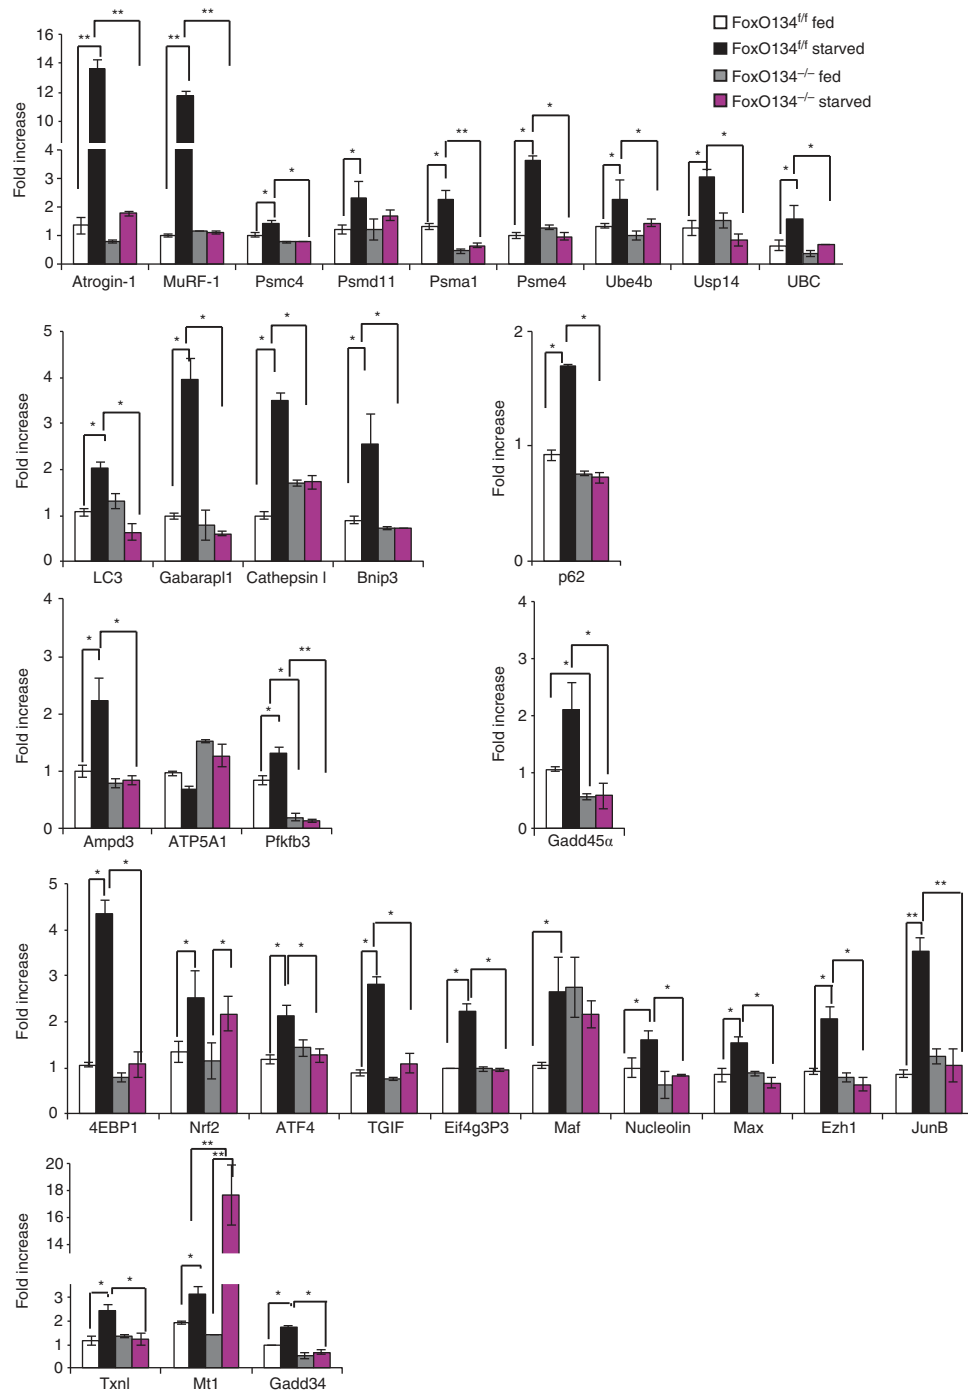 FoxO134f/f fed
FoxO134f/f starved
FoxO134–/– fed
FoxO134–/– starved
** ** ** **
* * * * * ** * * * * * * * *
Fold increase
16
14
12
10
4
3
2
1
0
Atrogin-1 MuRF-1 Psmc4 Psmd11 Psma1 Psme4 Ube4b Usp14 UBC
* * * * * * * *
Fold increase
5
4
3
2
1
0
LC3 Gabarapl1 Cathepsin l Bnip3
* *
Fold increase
2
1
0
p62
* * * * **
Fold increase
4
3
2
1
0
Ampd3 ATP5A1 Pfkfb3
* *
Fold increase
4
3
2
1
0
Gadd45α
* * * * * * * * * * * * * * * * * ** **
Fold increase
5
4
3
2
1
0
4EBP1 Nrf2 ATF4 TGIF Eif4g3P3 Maf Nucleolin Max Ezh1 JunB
** **
* * * * *
Fold increase
20
18
16
14
3
2
1
0
Txnl Mt1 Gadd34